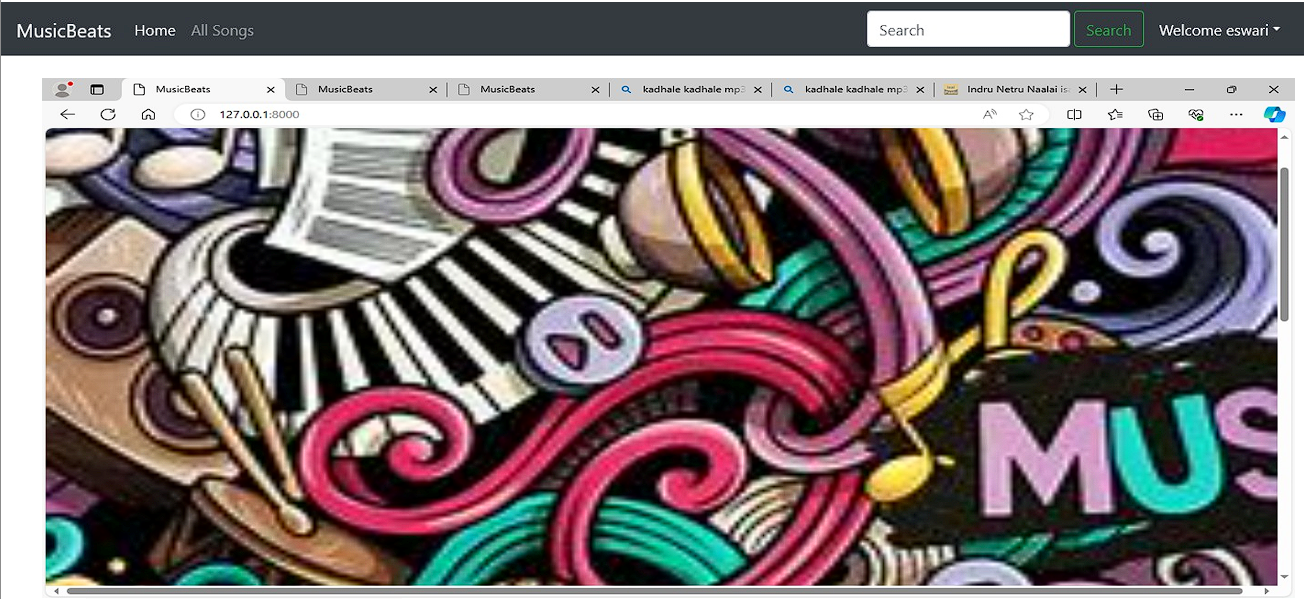 MusicBeats Home All Songs Search Search Welcome eswari
MusicBeats MusicBeats MusicBeats kadhale kadhale mp3 kadhale kadhale mp3 Indru Netru Naalai is
127.0.0.1:8000
MUS